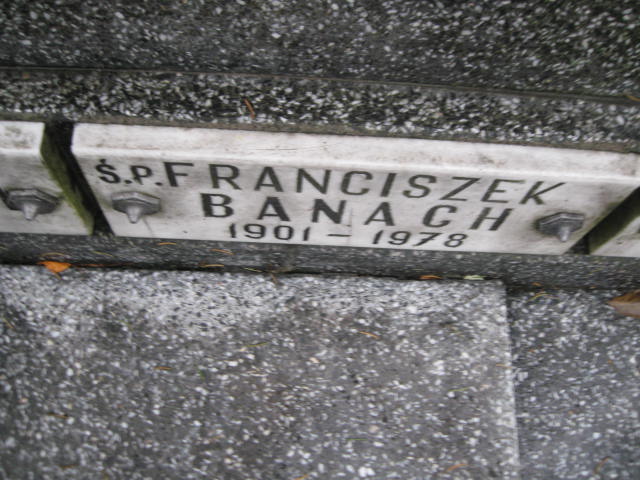 Ś.P. FRANCISZEK
BANACH
1901 - 1978